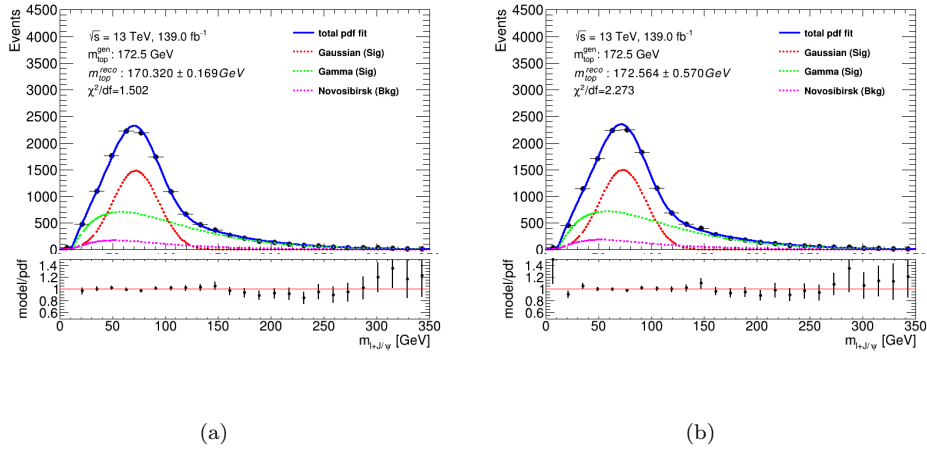 Events
4500
4000
3500
3000
2500
2000
1500
1000
500
0
√s = 13 TeV, 139.0 fb⁻¹
m_top^gen : 172.5 GeV
m_top^reco : 170.320 ± 0.169GeV
χ²/df=1.502
total pdf fit
Gaussian (Sig)
Gamma (Sig)
Novosibirsk (Bkg)
model/pdf
1.4
1.2
1
0.8
0.6
0 50 100 150 200 250 300 350
m_l+J/ψ [GeV]
(a)
Events
4500
4000
3500
3000
2500
2000
1500
1000
500
0
√s = 13 TeV, 139.0 fb⁻¹
m_top^gen : 172.5 GeV
m_top^reco : 172.564 ± 0.570GeV
χ²/df=2.273
total pdf fit
Gaussian (Sig)
Gamma (Sig)
Novosibirsk (Bkg)
model/pdf
1.4
1.2
1
0.8
0.6
0 50 100 150 200 250 300 350
m_l+J/ψ [GeV]
(b)